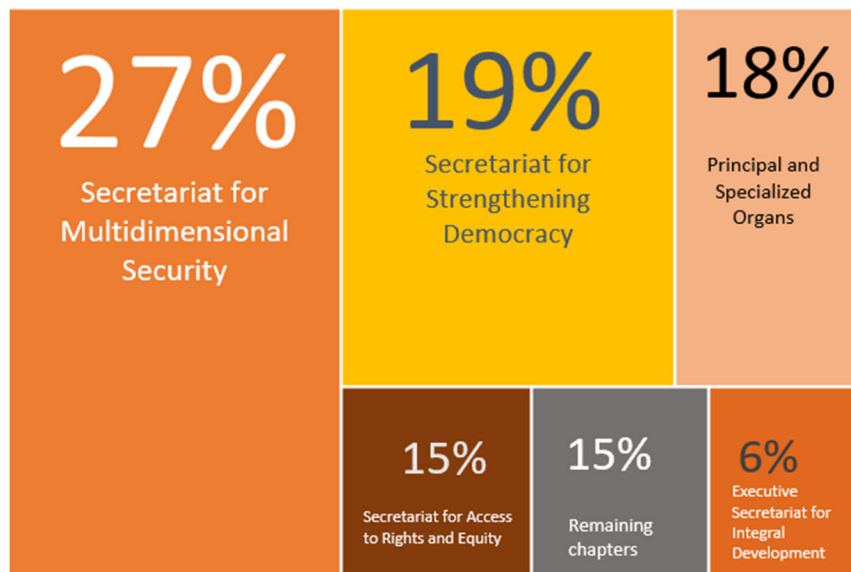 27%
Secretariat for
Multidimensional
Security
19%
Secretariat for
Strengthening
Democracy
18%
Principal and
Specialized
Organs
15%
Secretariat for Access
to Rights and Equity
15%
Remaining
chapters
6%
Executive
Secretariat for
Integral
Development